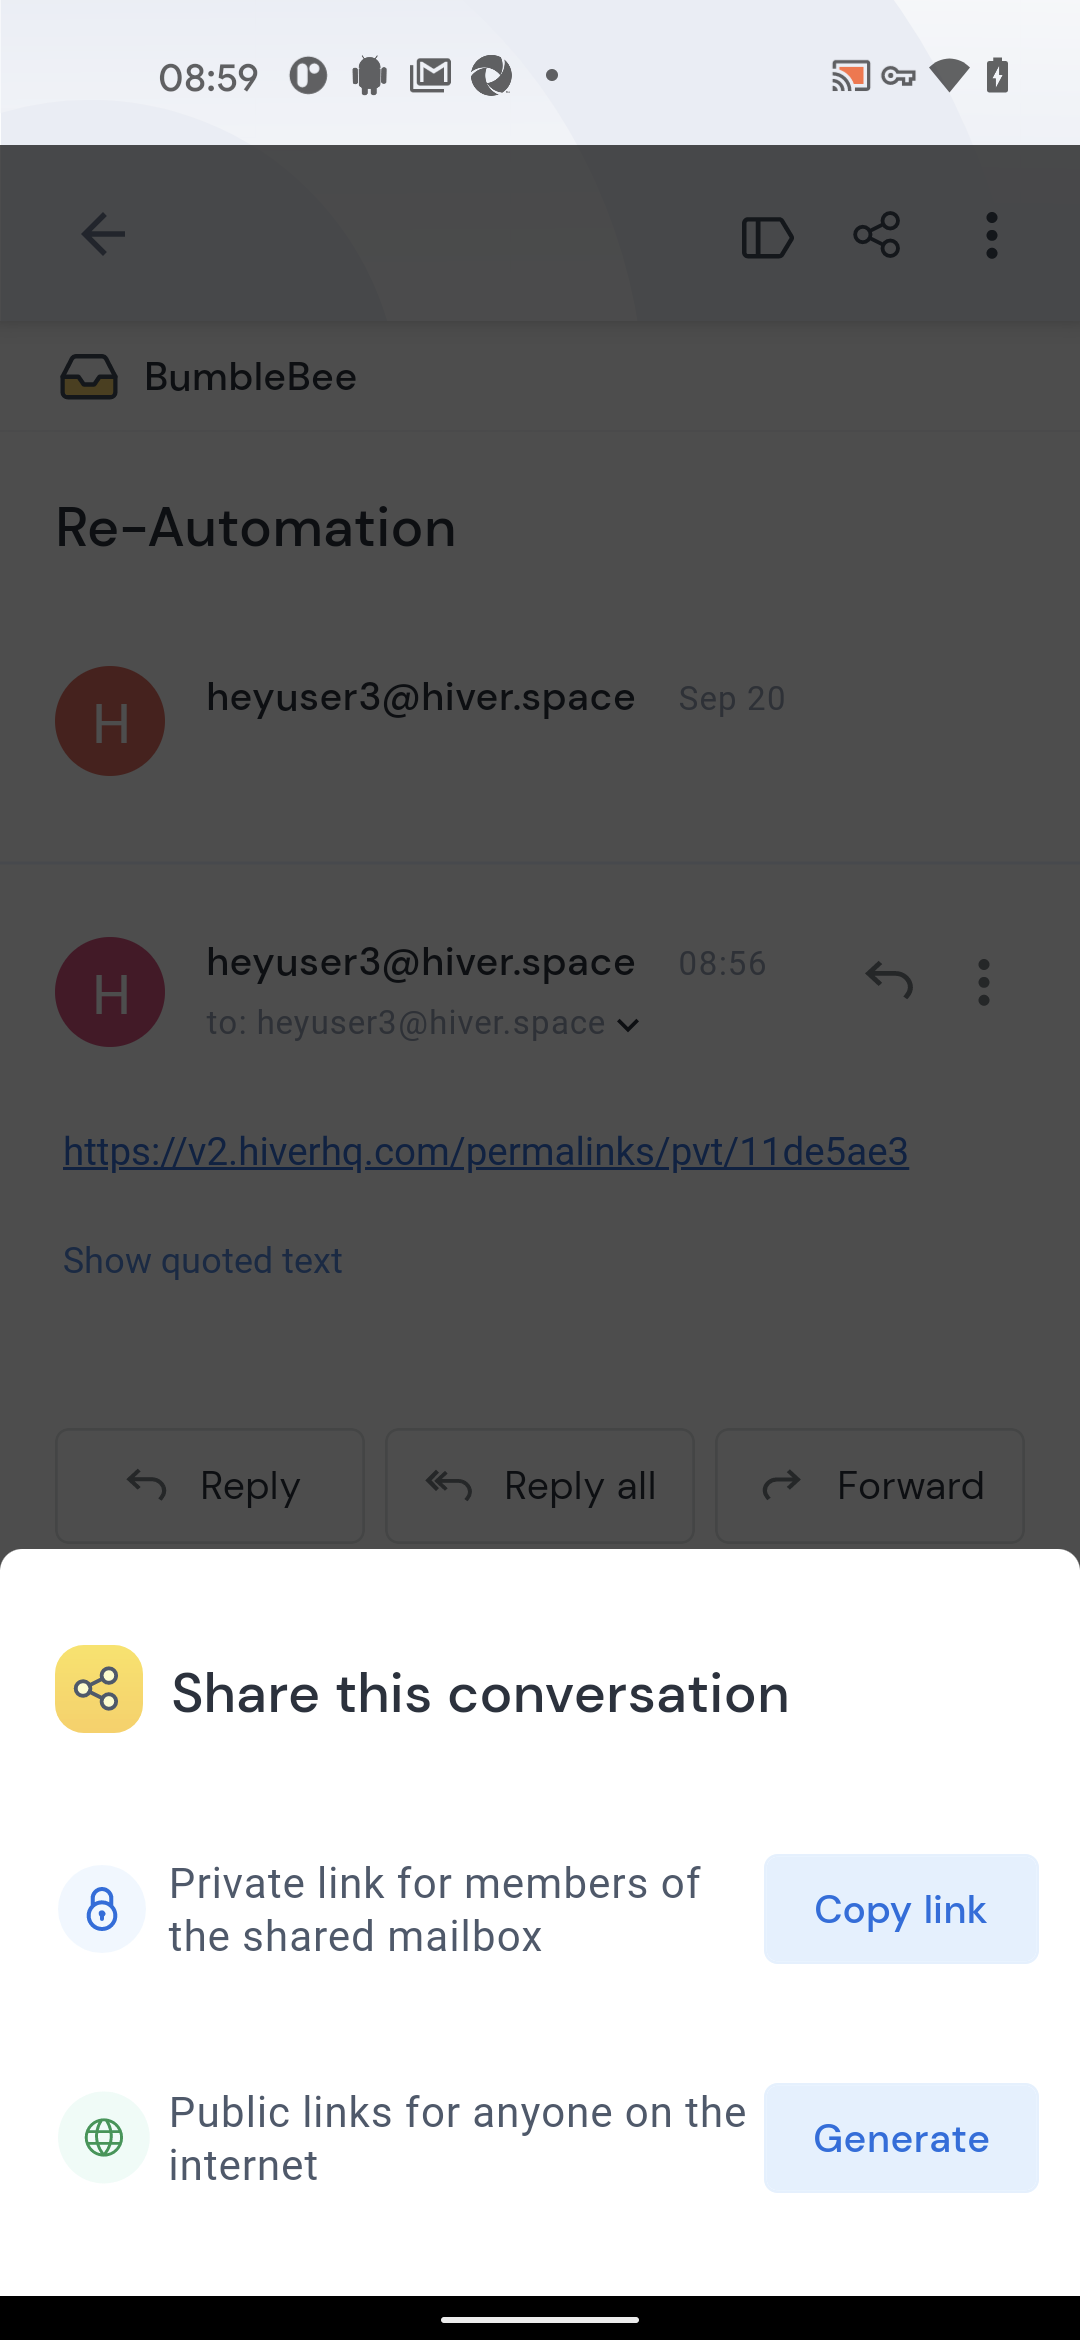 08:59
BumbleBee
Re-Automation
H
heyuser3@hiver.space Sep 20
H
heyuser3@hiver.space 08:56
to: heyuser3@hiver.space
https://v2.hiverhq.com/permalinks/pvt/11de5ae3
Show quoted text
Reply Reply all Forward
Share this conversation
Private link for members of
the shared mailbox
Copy link
Public links for anyone on the
internet
Generate